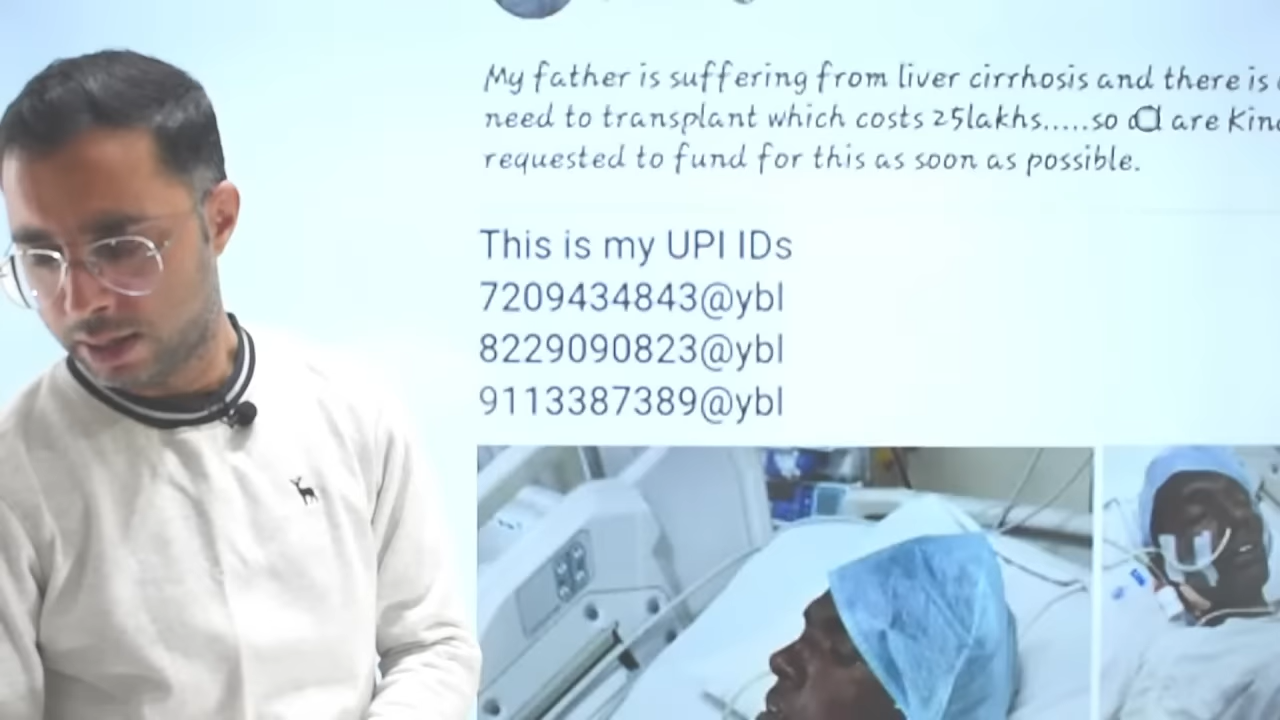 My father is suffering from liver cirrhosis and there is
need to transplant which costs 25lakhs.....so are
requested to fund for this as soon as possible.
This is my UPI IDs
7209434843@ybl
8229090823@ybl
9113387389@ybl